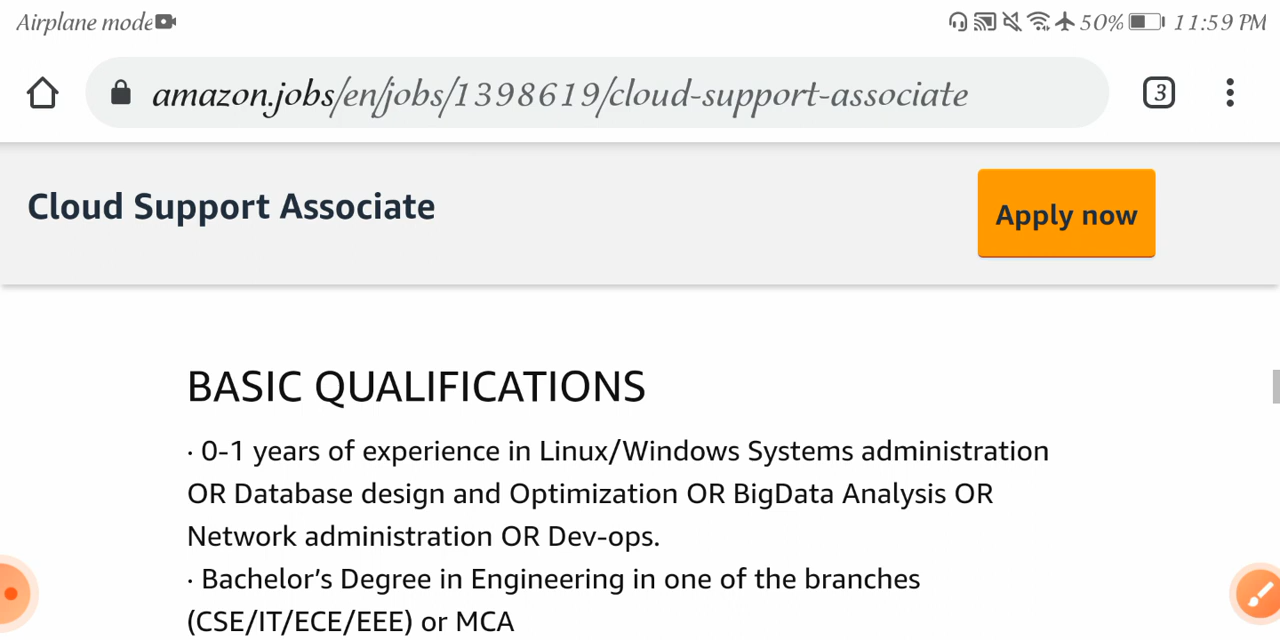 Airplane mode 50% 11:59 PM
amazon.jobs/en/jobs/1398619/cloud-support-associate 3
Cloud Support Associate
Apply now
BASIC QUALIFICATIONS
· 0-1 years of experience in Linux/Windows Systems administration
OR Database design and Optimization OR BigData Analysis OR
Network administration OR Dev-ops.
· Bachelor’s Degree in Engineering in one of the branches
(CSE/IT/ECE/EEE) or MCA